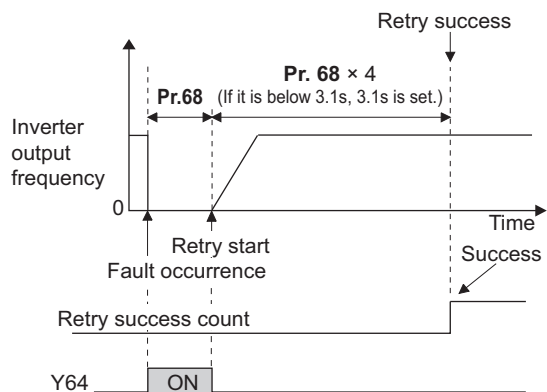 Retry success
Pr. 68 × 4
Pr.68
(If it is below 3.1s, 3.1s is set.)
Inverter
output
frequency
0
Time
Retry start
Fault occurrence
Success
Retry success count
Y64
ON